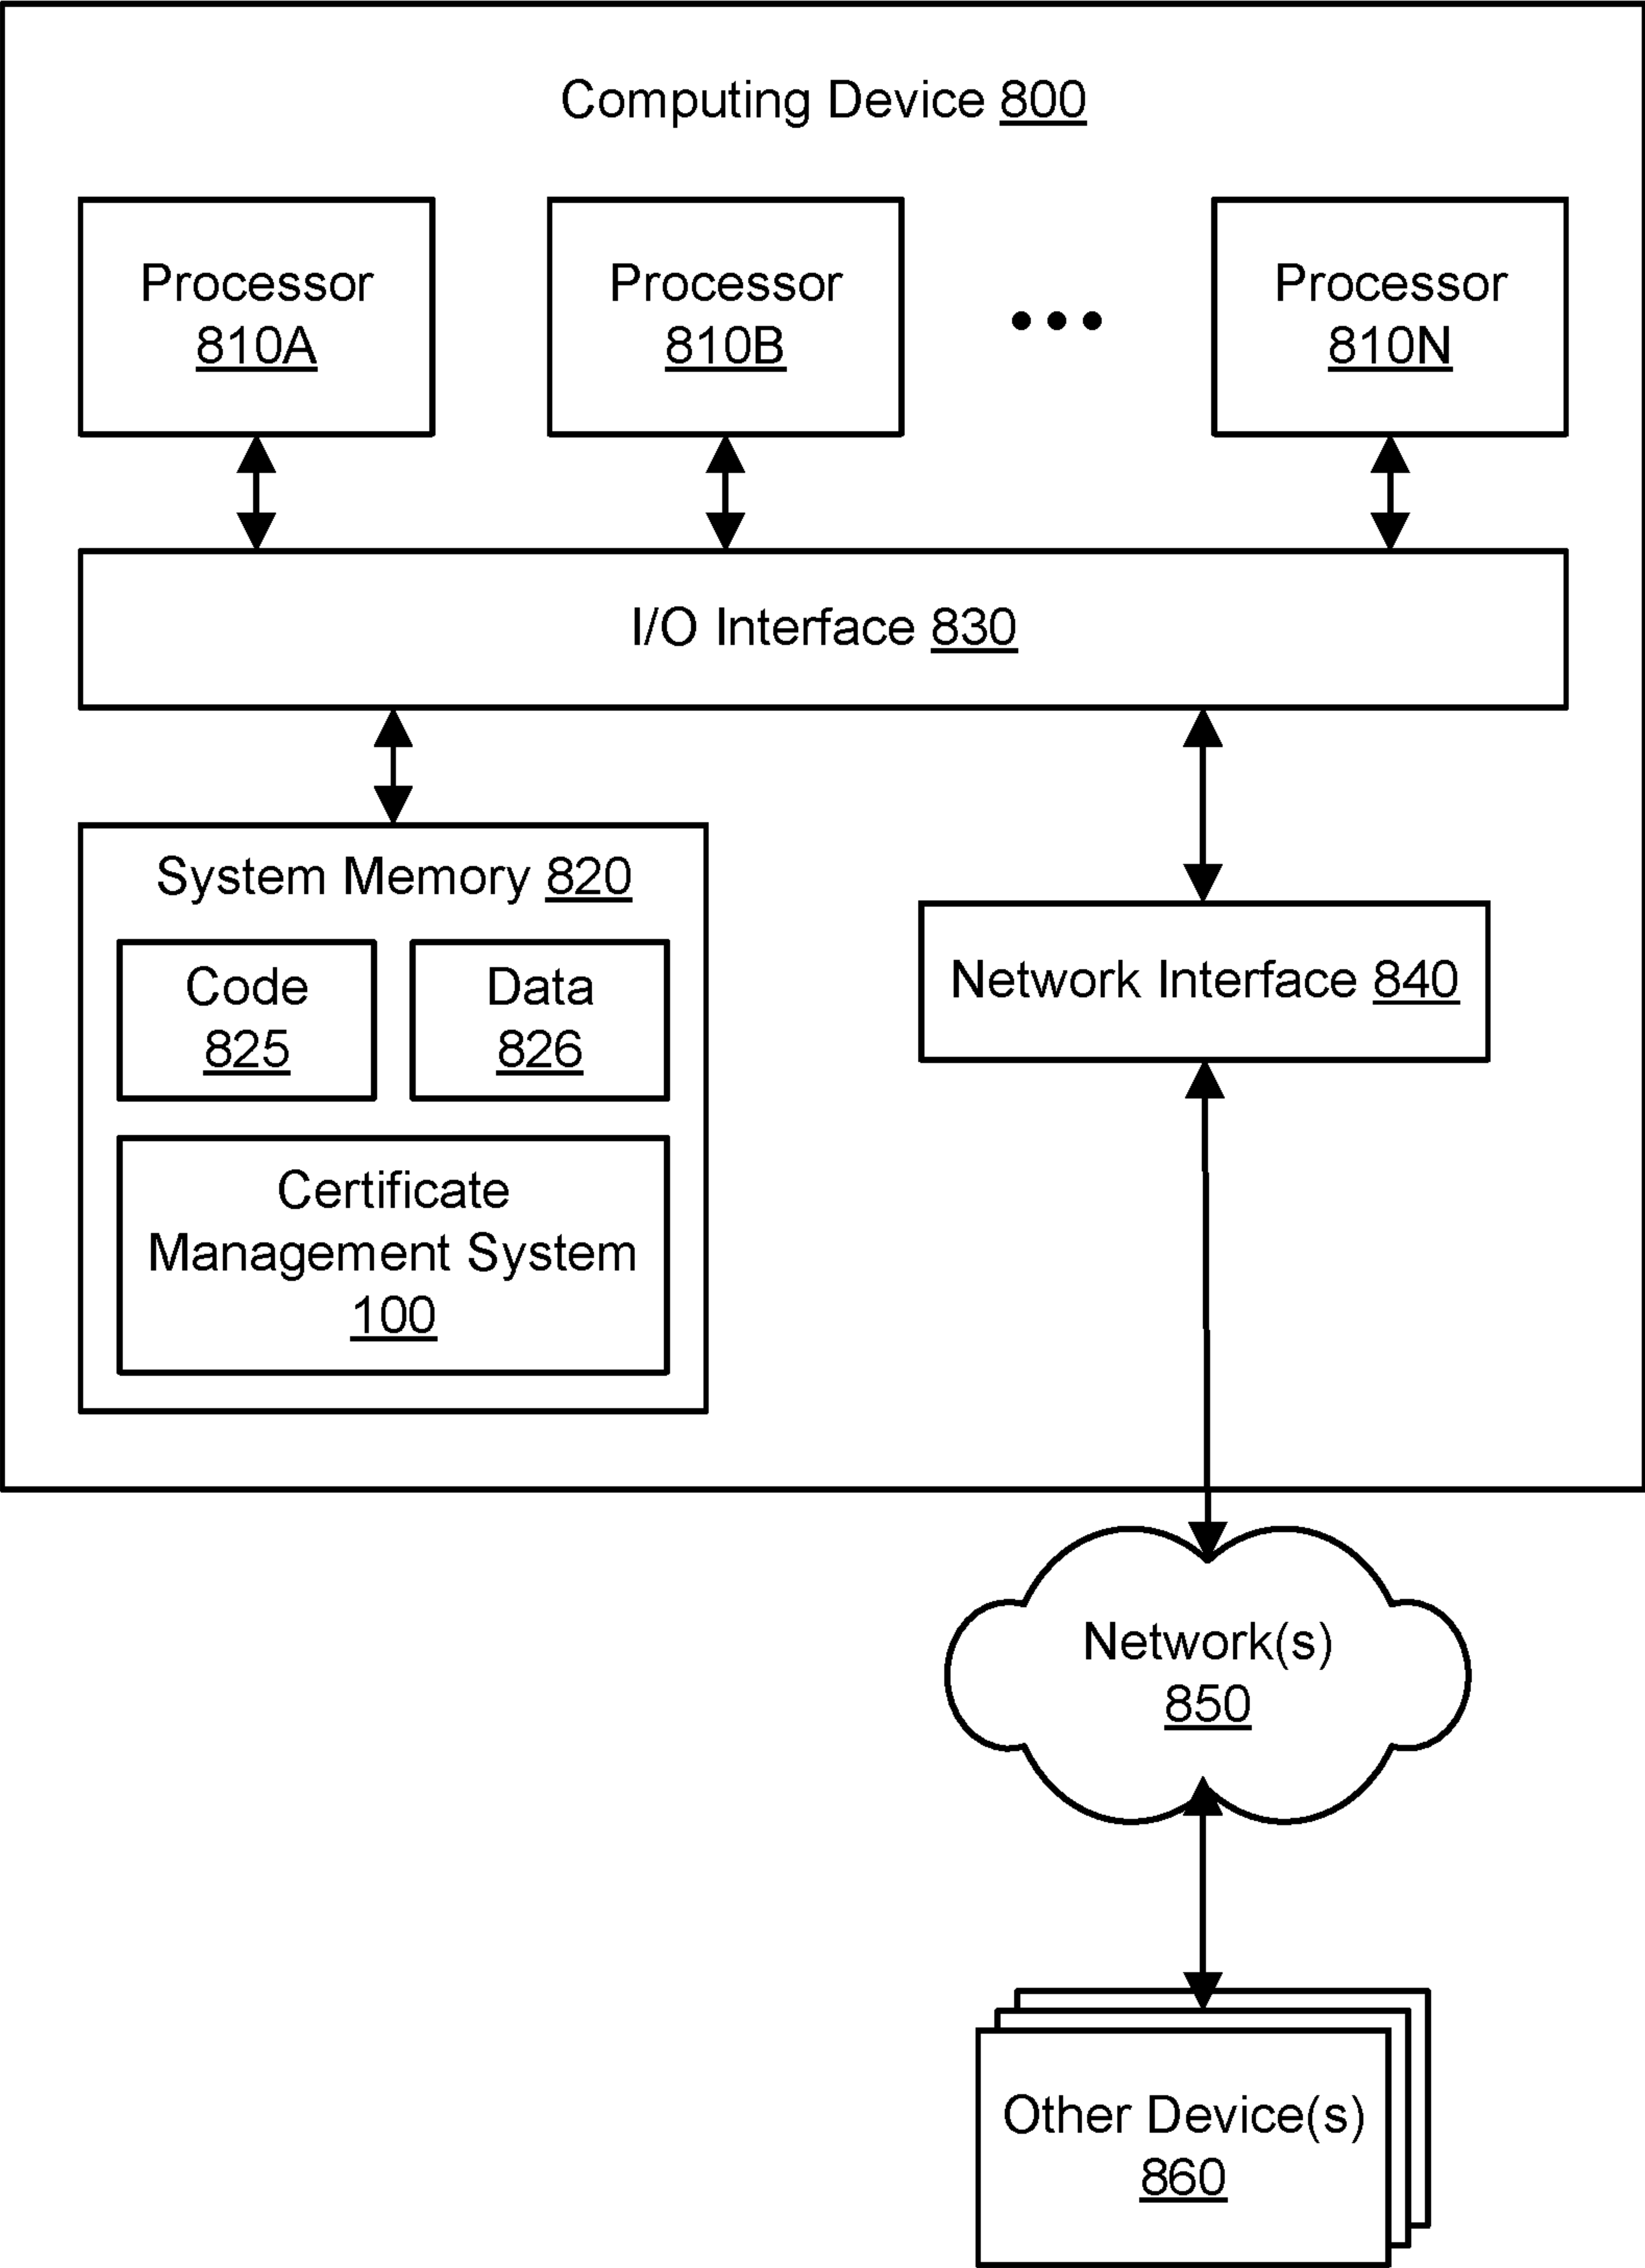 Computing Device 800
Processor
810A
Processor
810B
Processor
810N
I/O Interface 830
System Memory 820
Code
825
Data
826
Certificate
Management System
100
Network Interface 840
Network(s)
850
Other Device(s)
860